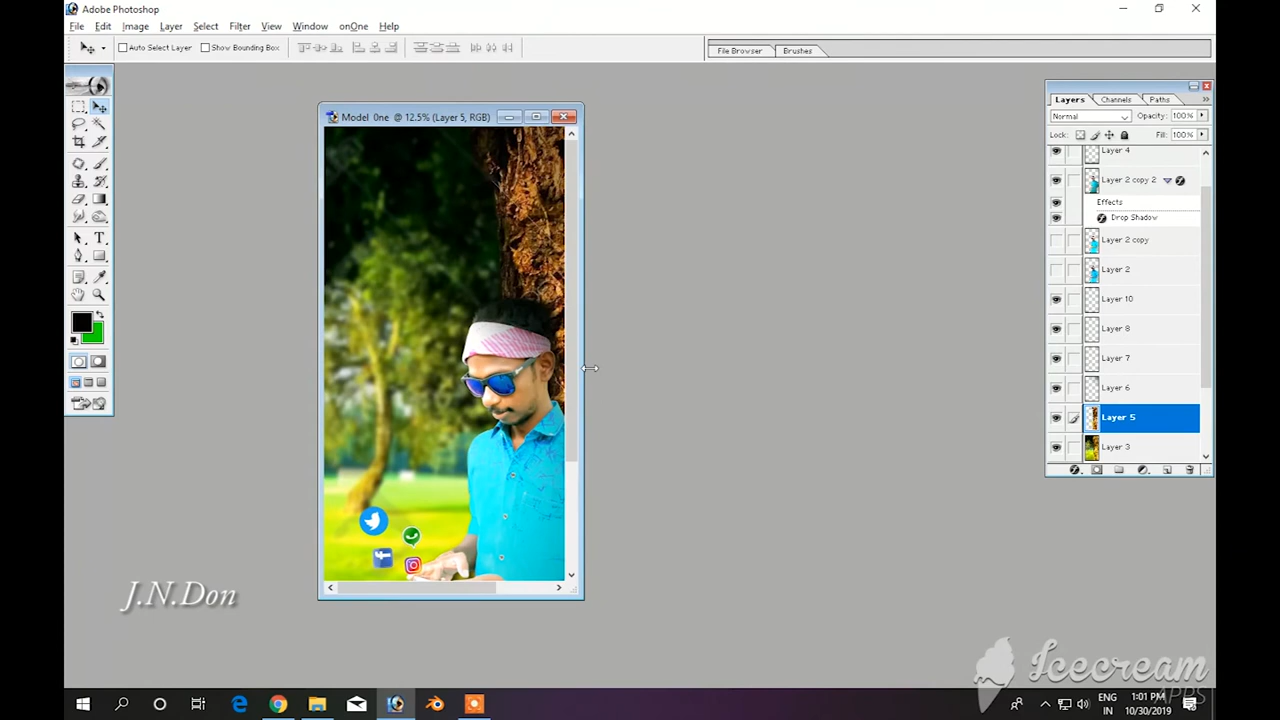 Adobe Photoshop
File Edit Image Layer Select Filter View Window onOne Help
Auto Select Layer Show Bounding Box File Browser Brushes
Model 0ne @ 12.5% (Layer 5, RGB)
Layers Channels Paths
Normal Opacity: 100%
Lock: Fill: 100%
Layer 4
Layer 2 copy 2
Effects
Drop Shadow
Layer 2 copy
Layer 2
Layer 10
Layer 8
Layer 7
Layer 6
Layer 5
Layer 3
J.N.Don
Icecream
APPS
ENG
IN
1:01 PM
10/30/2019